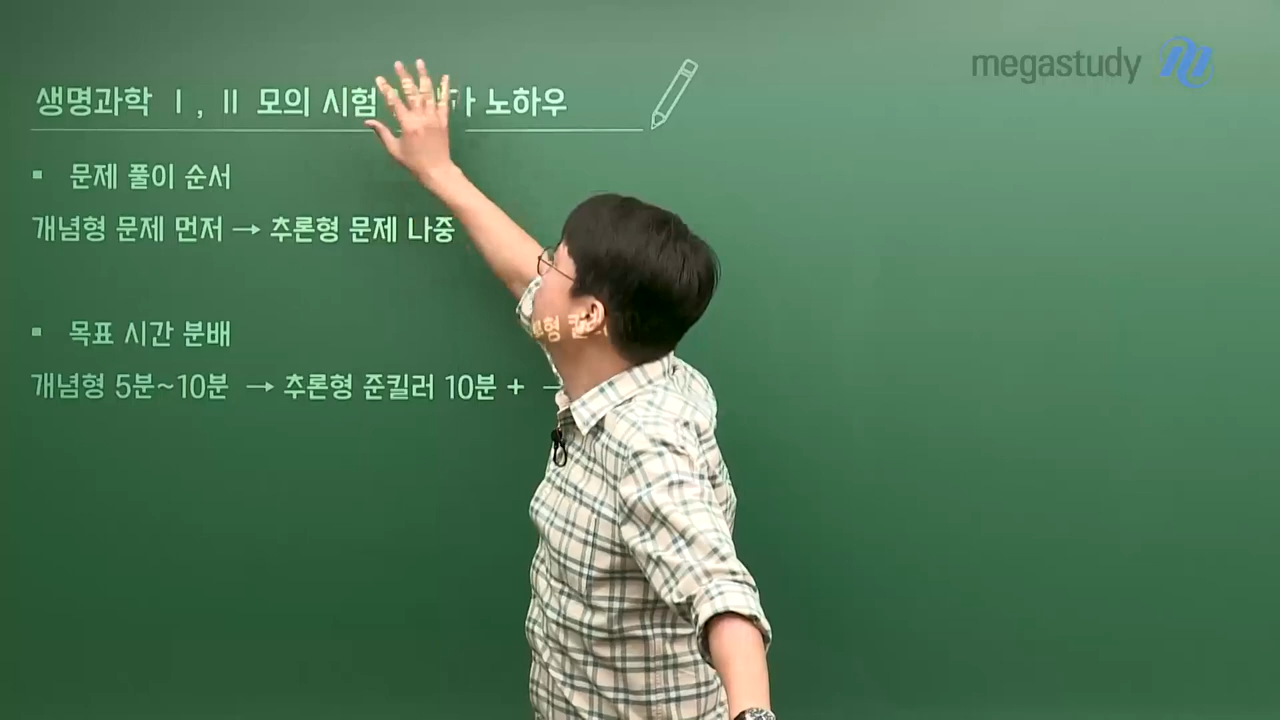 megastudy
생명과학 Ⅰ, Ⅱ 모의 시험 노하우
▪ 문제 풀이 순서
개념형 문제 먼저 → 추론형 문제 나중
▪ 목표 시간 분배
개념형 5분~10분 → 추론형 준킬러 10분 + →